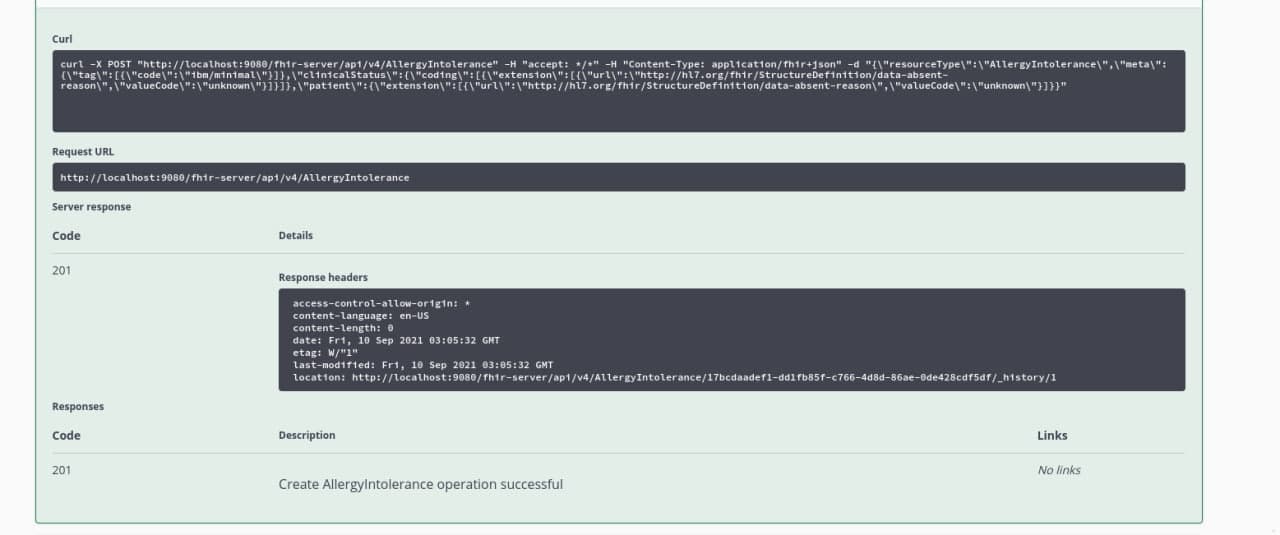 Curl
curl -X POST "http://localhost:9080/fhir-server/api/v4/AllergyIntolerance" -H "accept: */*" -H "Content-Type: application/fhir+json" -d "{\"resourceType\":\"AllergyIntolerance\",\"meta\":
{\"tag\":[{\"code\":\"ibm/minimal\"}]},\"clinicalStatus\":{\"coding\":[{\"extension\":[{\"url\":\"http://hl7.org/fhir/StructureDefinition/data-absent-
reason\",\"valueCode\":\"unknown\"}]}]},\"patient\":{\"extension\":[{\"url\":\"http://hl7.org/fhir/StructureDefinition/data-absent-reason\",\"valueCode\":\"unknown\"}]}}"
Request URL
http://localhost:9080/fhir-server/api/v4/AllergyIntolerance
Server response
Code Details
201
Response headers
access-control-allow-origin: *
content-language: en-US
content-length: 0
date: Fri, 10 Sep 2021 03:05:32 GMT
etag: W/"1"
last-modified: Fri, 10 Sep 2021 03:05:32 GMT
location: http://localhost:9080/fhir-server/api/v4/AllergyIntolerance/17bcdaadef1-dd1fb85f-c766-4d8d-86ae-0de428cdf5df/_history/1
Responses
Code Description Links
201 No links
Create AllergyIntolerance operation successful